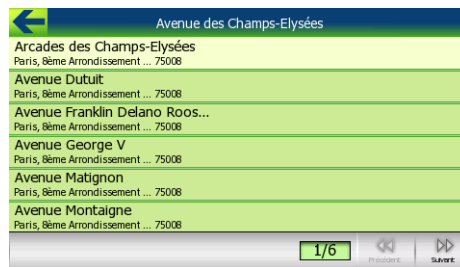 Avenue des Champs-Elysées
Arcades des Champs-Elysées
Paris, 8ème Arrondissement ... 75008
Avenue Dutuit
Paris, 8ème Arrondissement ... 75008
Avenue Franklin Delano Roos...
Paris, 8ème Arrondissement ... 75008
Avenue George V
Paris, 8ème Arrondissement ... 75008
Avenue Matignon
Paris, 8ème Arrondissement ... 75008
Avenue Montaigne
Paris, 8ème Arrondissement ... 75008
1/6
Précédent
Suivant